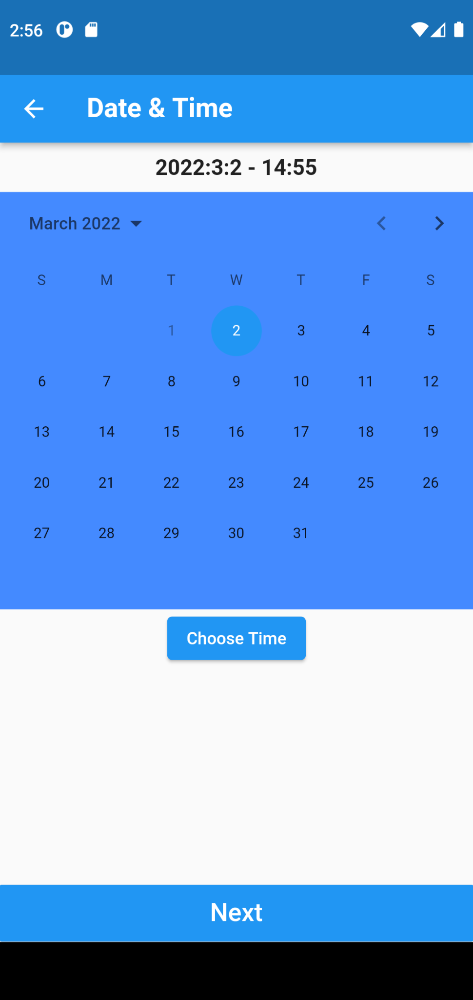 2:56
Date & Time
2022:3:2 - 14:55
March 2022
S M T W T F S
1 2 3 4 5
6 7 8 9 10 11 12
13 14 15 16 17 18 19
20 21 22 23 24 25 26
27 28 29 30 31
Choose Time
Next